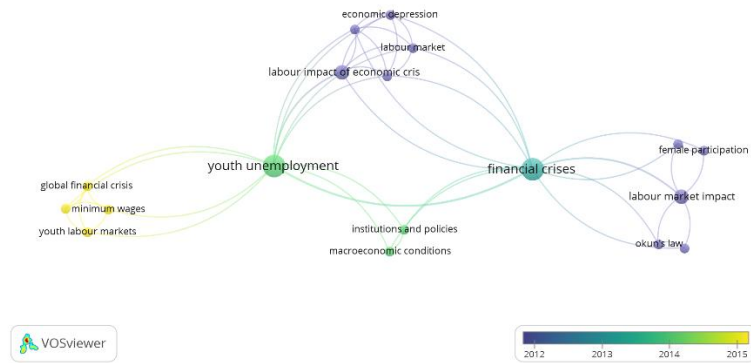 economic depression
labour market
labour impact of economic cris
youth unemployment
financial crises
female participation
labour market impact
global financial crisis
minimum wages
youth labour markets
institutions and policies
macroeconomic conditions
okun's law
VOSviewer
2012 2013 2014 2015